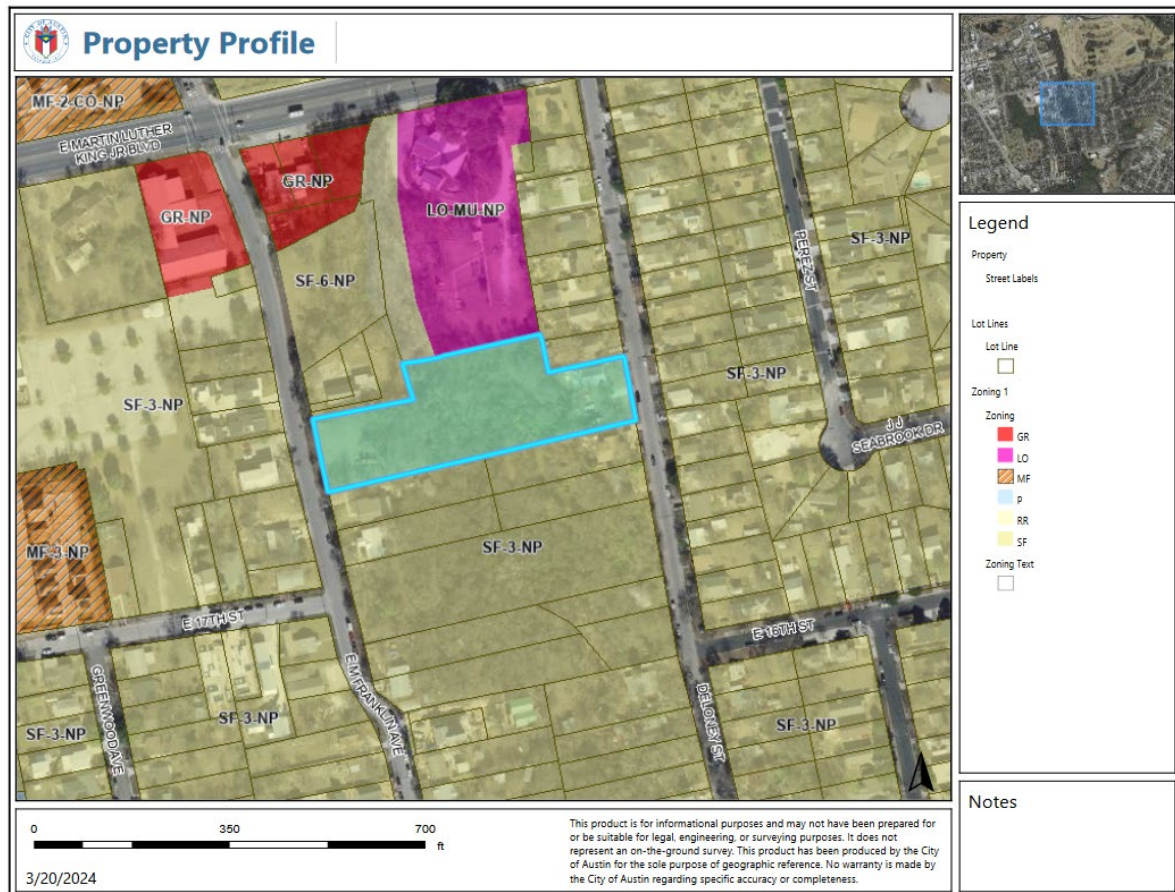 Property Profile
MF-2-CO-NP
E MARTIN LUTHER
KING JR BLVD
GR-NP
GR-NP
LO-MU-NP
SF-6-NP
PEREZ ST
SF-3-NP
SF-3-NP
SF-3-NP
J J
SEABROOK DR
MF-3-NP
SF-3-NP
E 17TH ST
E 16TH ST
GREENWOOD AVE
E M FRANKLIN AVE
DELONEY ST
SF-3-NP
SF-3-NP
SF-3-NP
Legend
Property
Street Labels
Lot Lines
Lot Line
Zoning 1
Zoning
GR
LO
MF
P
RR
SF
Zoning Text
Notes
0 350 700
ft
3/20/2024
This product is for informational purposes and may not have been prepared for
or be suitable for legal, engineering, or surveying purposes. It does not
represent an on-the-ground survey. This product has been produced by the City
of Austin for the sole purpose of geographic reference. No warranty is made by
the City of Austin regarding specific accuracy or completeness.